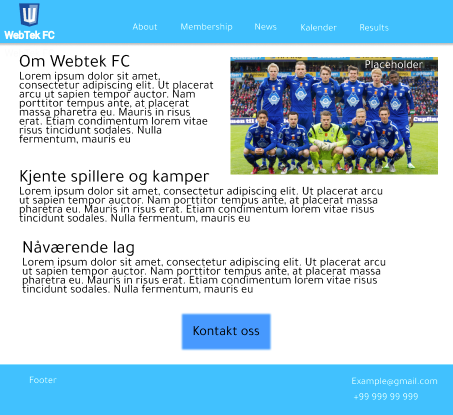 W
WebTek FC
About Membership News Kalender Results
Om Webtek FC
Lorem ipsum dolor sit amet,
consectetur adipiscing elit. Ut placerat
arcu ut sapien tempor auctor. Nam
porttitor tempus ante, at placerat
massa pharetra eu. Mauris in risus
erat. Etiam condimentum lorem vitae
risus tincidunt sodales. Nulla
fermentum, mauris eu
Placeholder
Kjente spillere og kamper
Lorem ipsum dolor sit amet, consectetur adipiscing elit. Ut placerat arcu
ut sapien tempor auctor. Nam porttitor tempus ante, at placerat massa
pharetra eu. Mauris in risus erat. Etiam condimentum lorem vitae risus
tincidunt sodales. Nulla fermentum, mauris eu
Nåværende lag
Lorem ipsum dolor sit amet, consectetur adipiscing elit. Ut placerat arcu
ut sapien tempor auctor. Nam porttitor tempus ante, at placerat massa
pharetra eu. Mauris in risus erat. Etiam condimentum lorem vitae risus
tincidunt sodales. Nulla fermentum, mauris eu
Kontakt oss
Footer
Example@gmail.com
+99 999 99 999